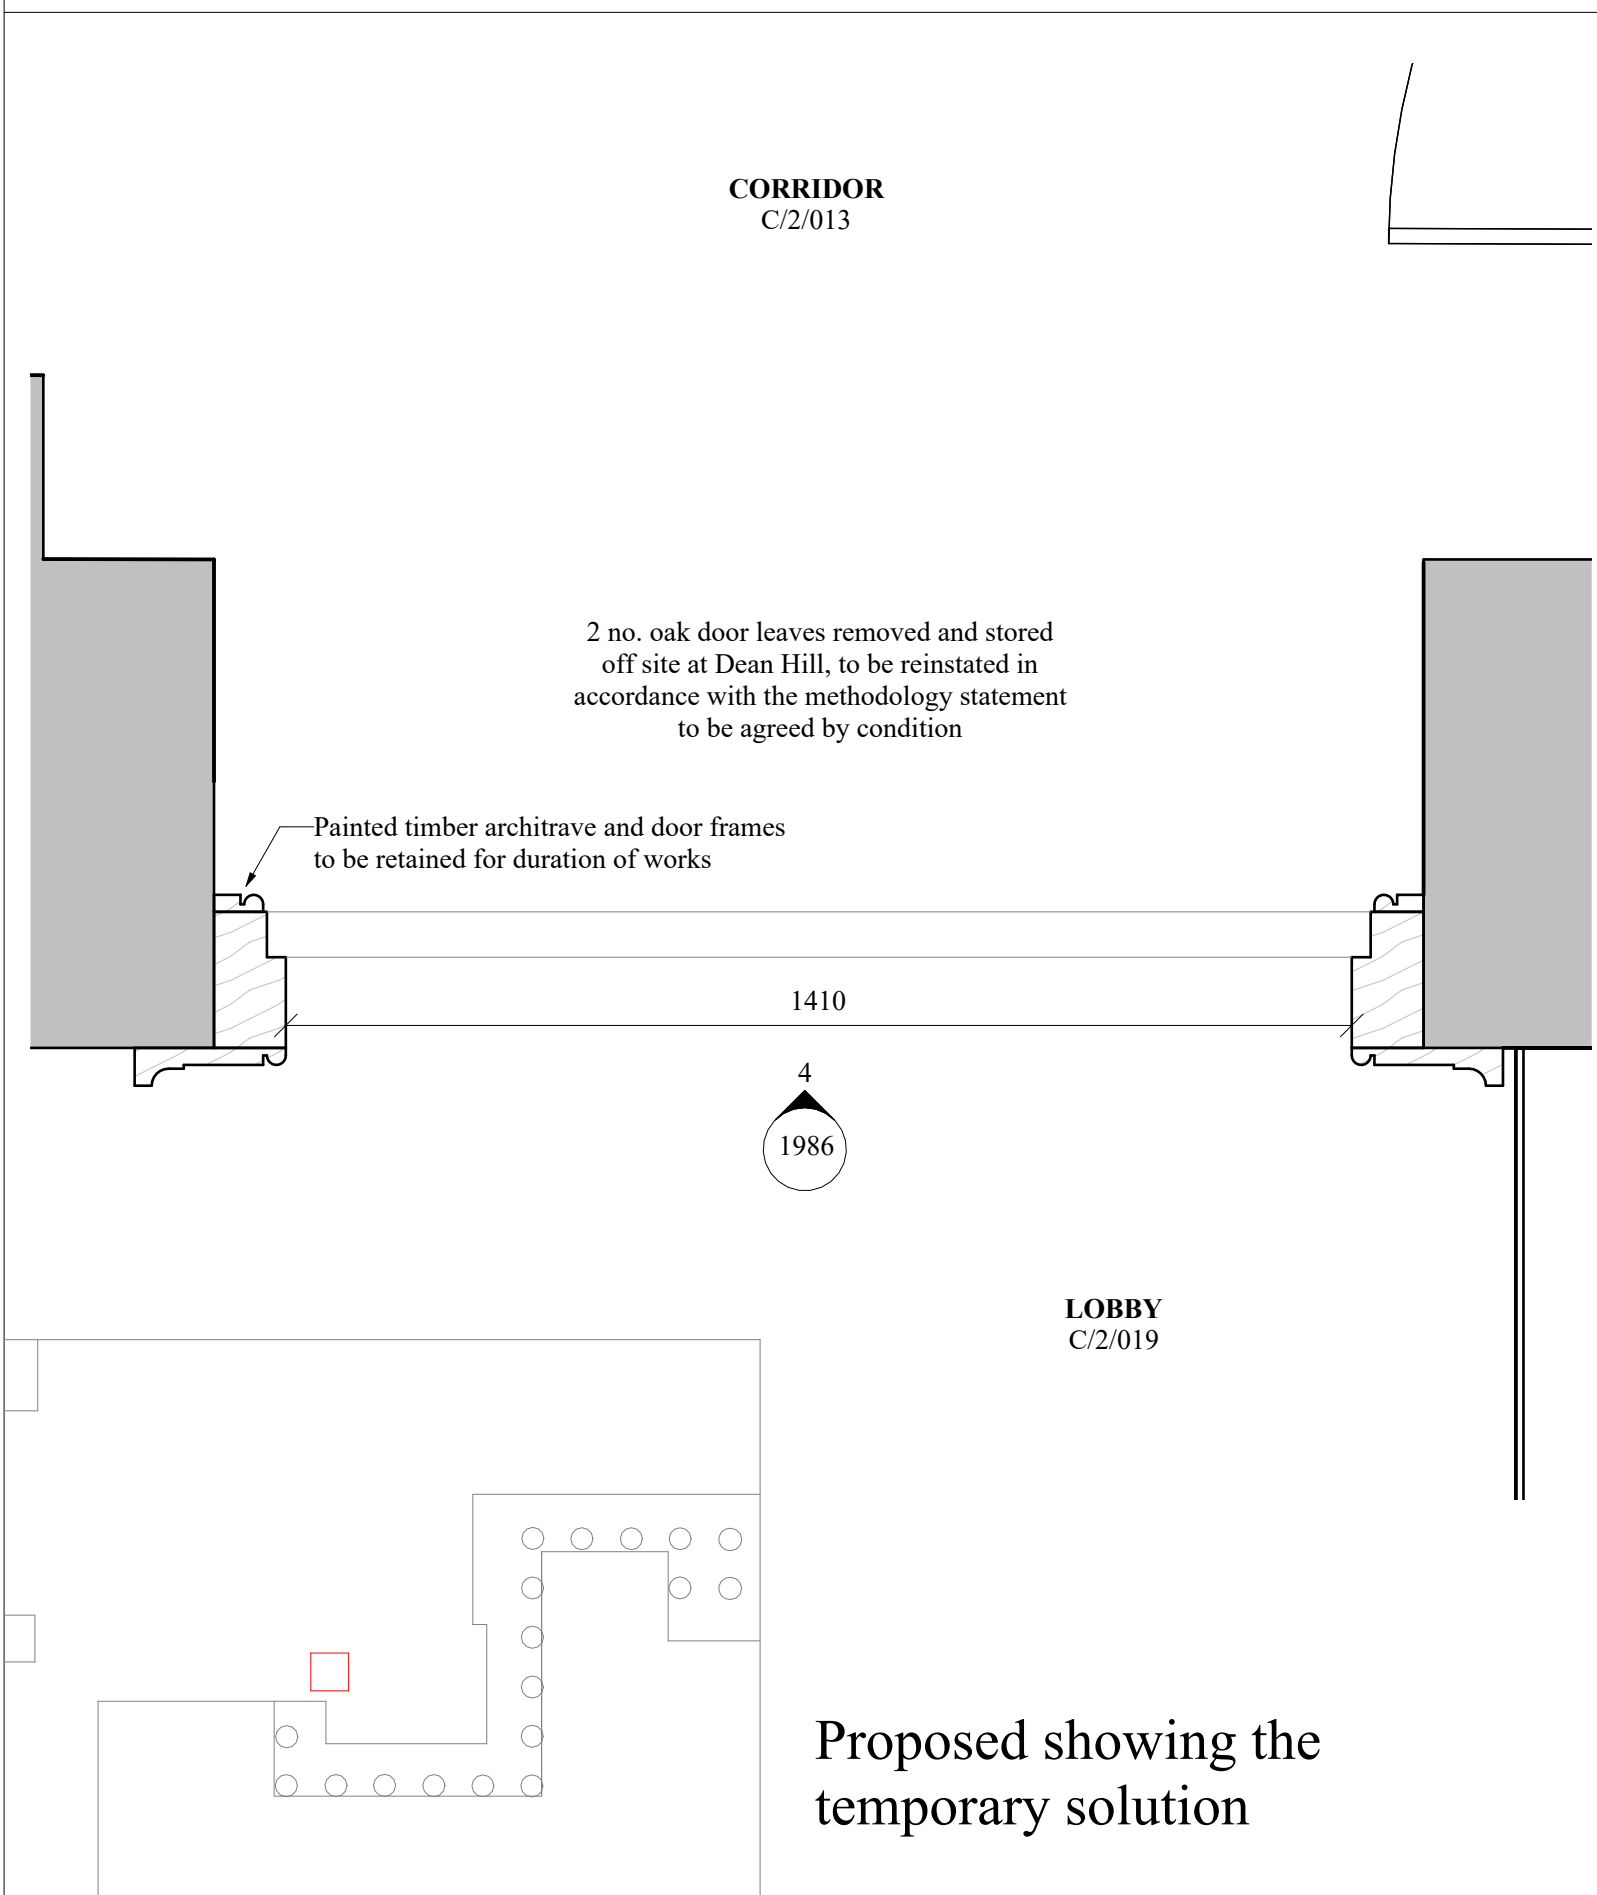 CORRIDOR
C/2/013
2 no. oak door leaves removed and stored
off site at Dean Hill, to be reinstated in
accordance with the methodology statement
to be agreed by condition
Painted timber architrave and door frames
to be retained for duration of works
1410
4
1986
LOBBY
C/2/019
Proposed showing the
temporary solution